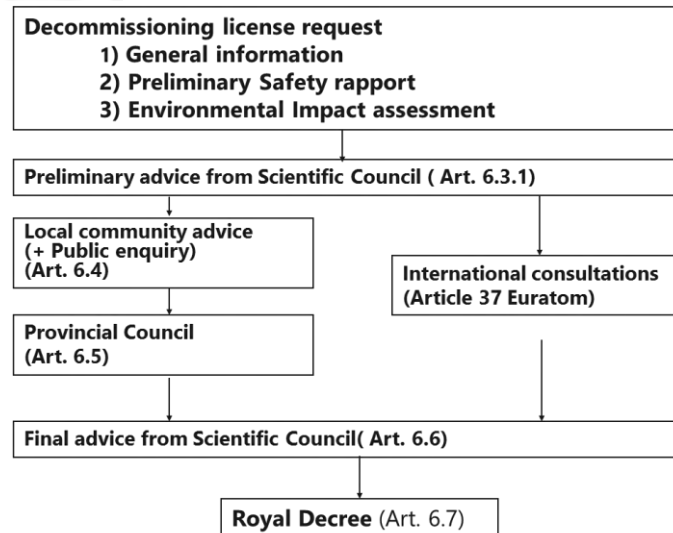 Decommissioning license request
1) General information
2) Preliminary Safety rapport
3) Environmental Impact assessment
Preliminary advice from Scientific Council ( Art. 6.3.1)
Local community advice
(+ Public enquiry)
(Art. 6.4)
International consultations
(Article 37 Euratom)
Provincial Council
(Art. 6.5)
Final advice from Scientific Council( Art. 6.6)
Royal Decree (Art. 6.7)